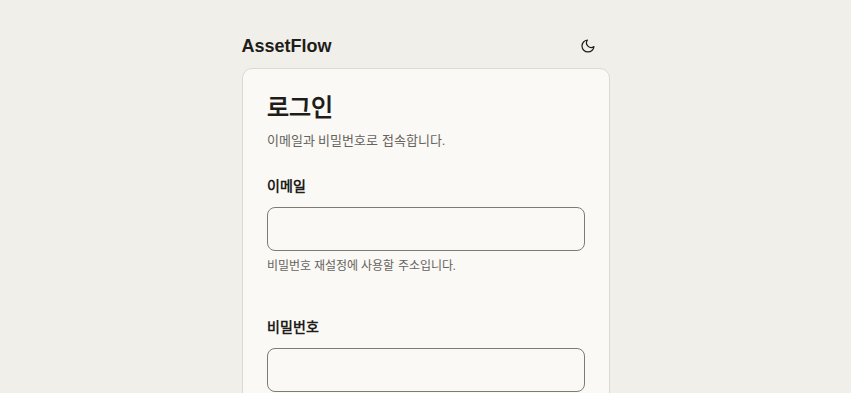 AssetFlow
로그인
이메일과 비밀번호로 접속합니다.
이메일
비밀번호 재설정에 사용할 주소입니다.
비밀번호